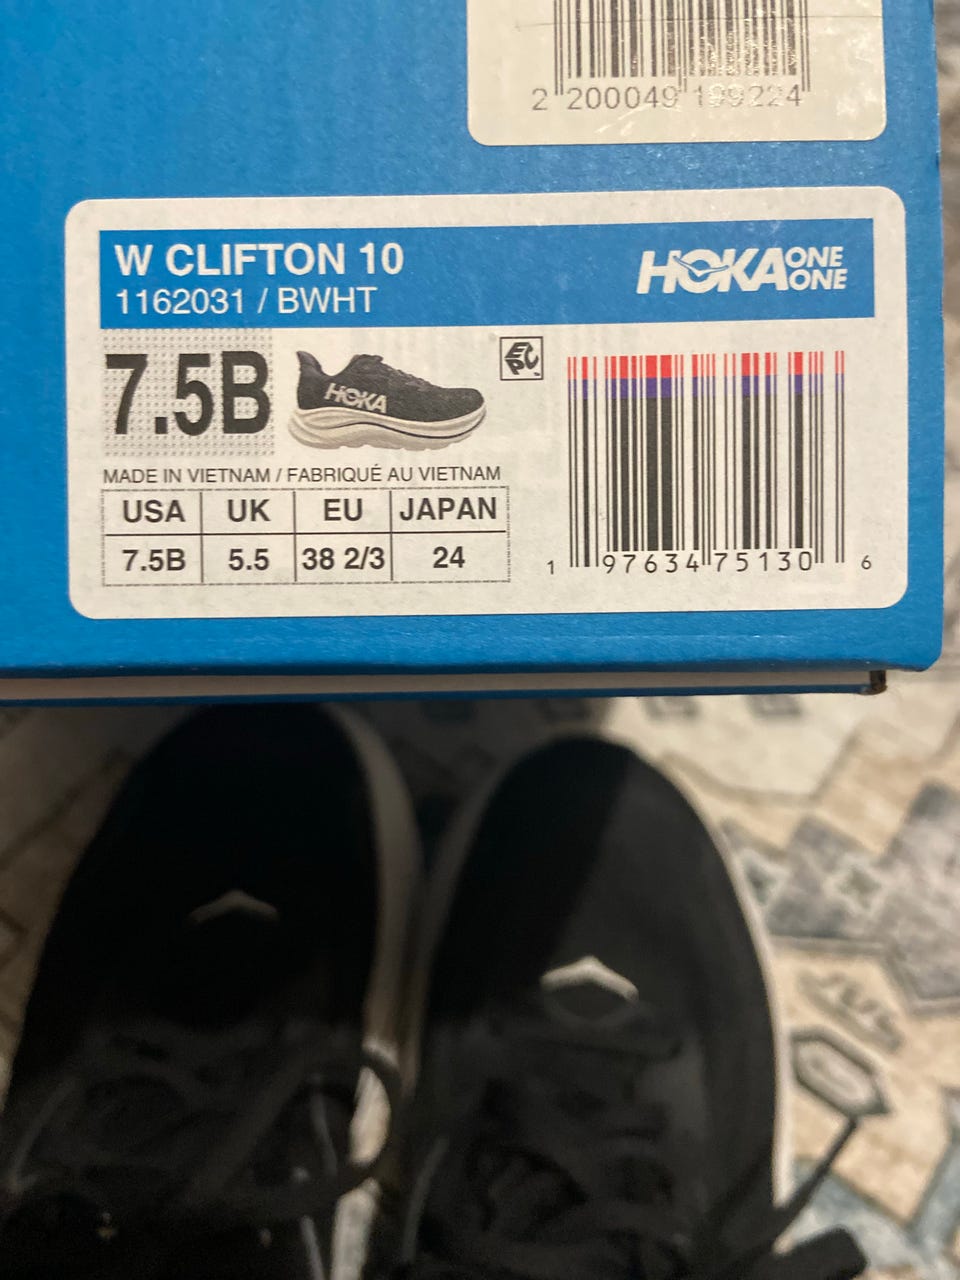 2 200049 199224
W CLIFTON 10
1162031 / BWHT
HOKA ONE ONE
7.5B
HOKA
EPC
MADE IN VIETNAM / FABRIQUÉ AU VIETNAM
USA UK EU JAPAN
7.5B 5.5 38 2/3 24
1 97634 75130 6